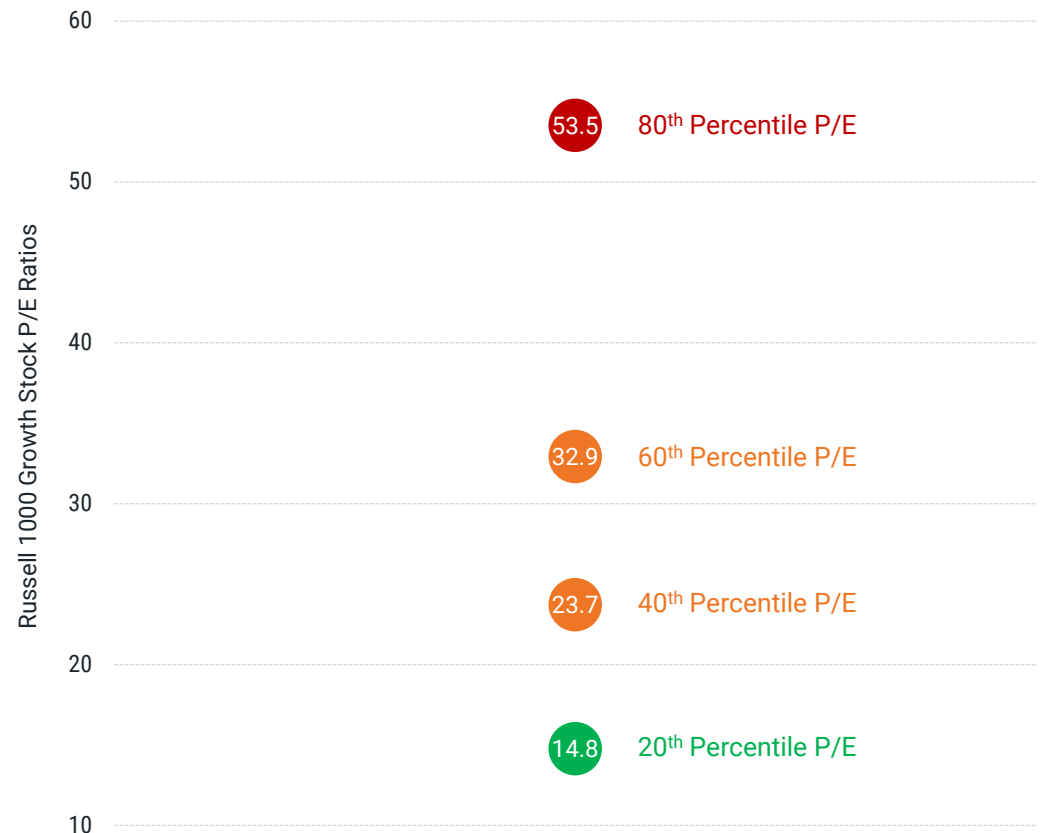 Russell 1000 Growth Stock P/E Ratios
60
53.5 80th Percentile P/E
50
40
32.9 60th Percentile P/E
30
23.7 40th Percentile P/E
20
14.8 20th Percentile P/E
10